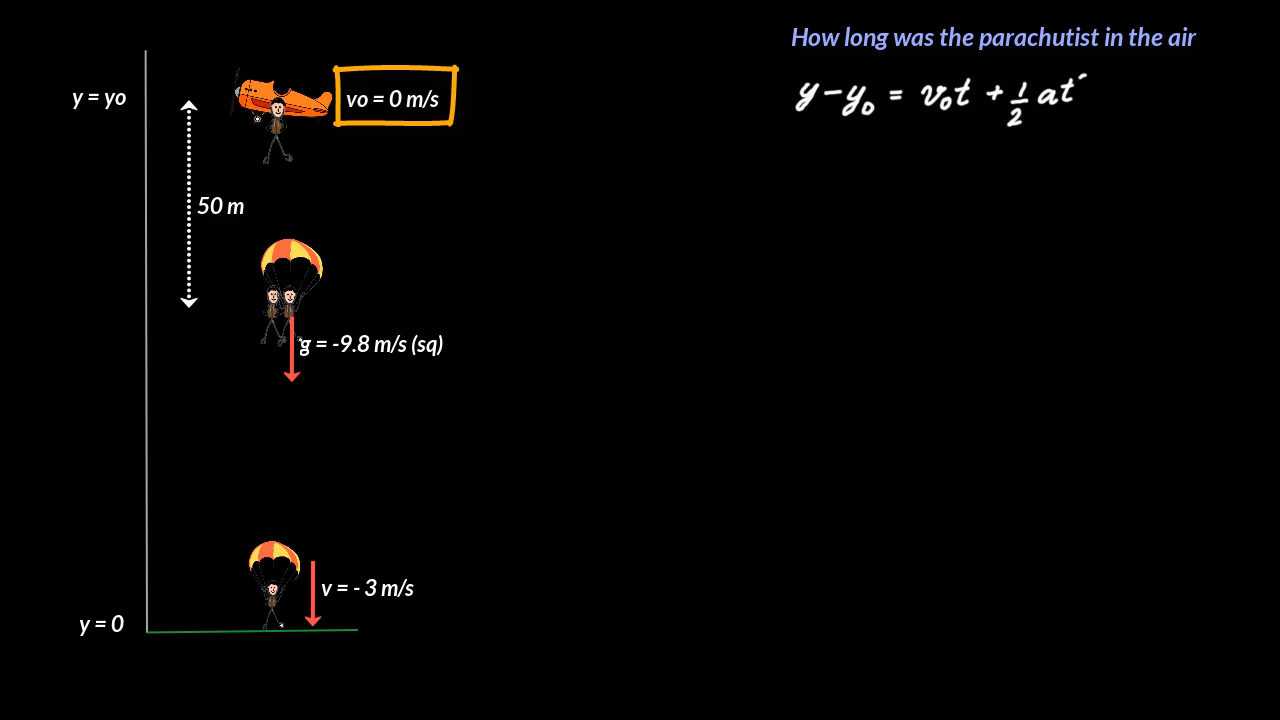 How long was the parachutist in the air
y - y₀ = v₀t + 1/2 at
y = yo
vo = 0 m/s
50 m
g = -9.8 m/s (sq)
v = - 3 m/s
y = 0